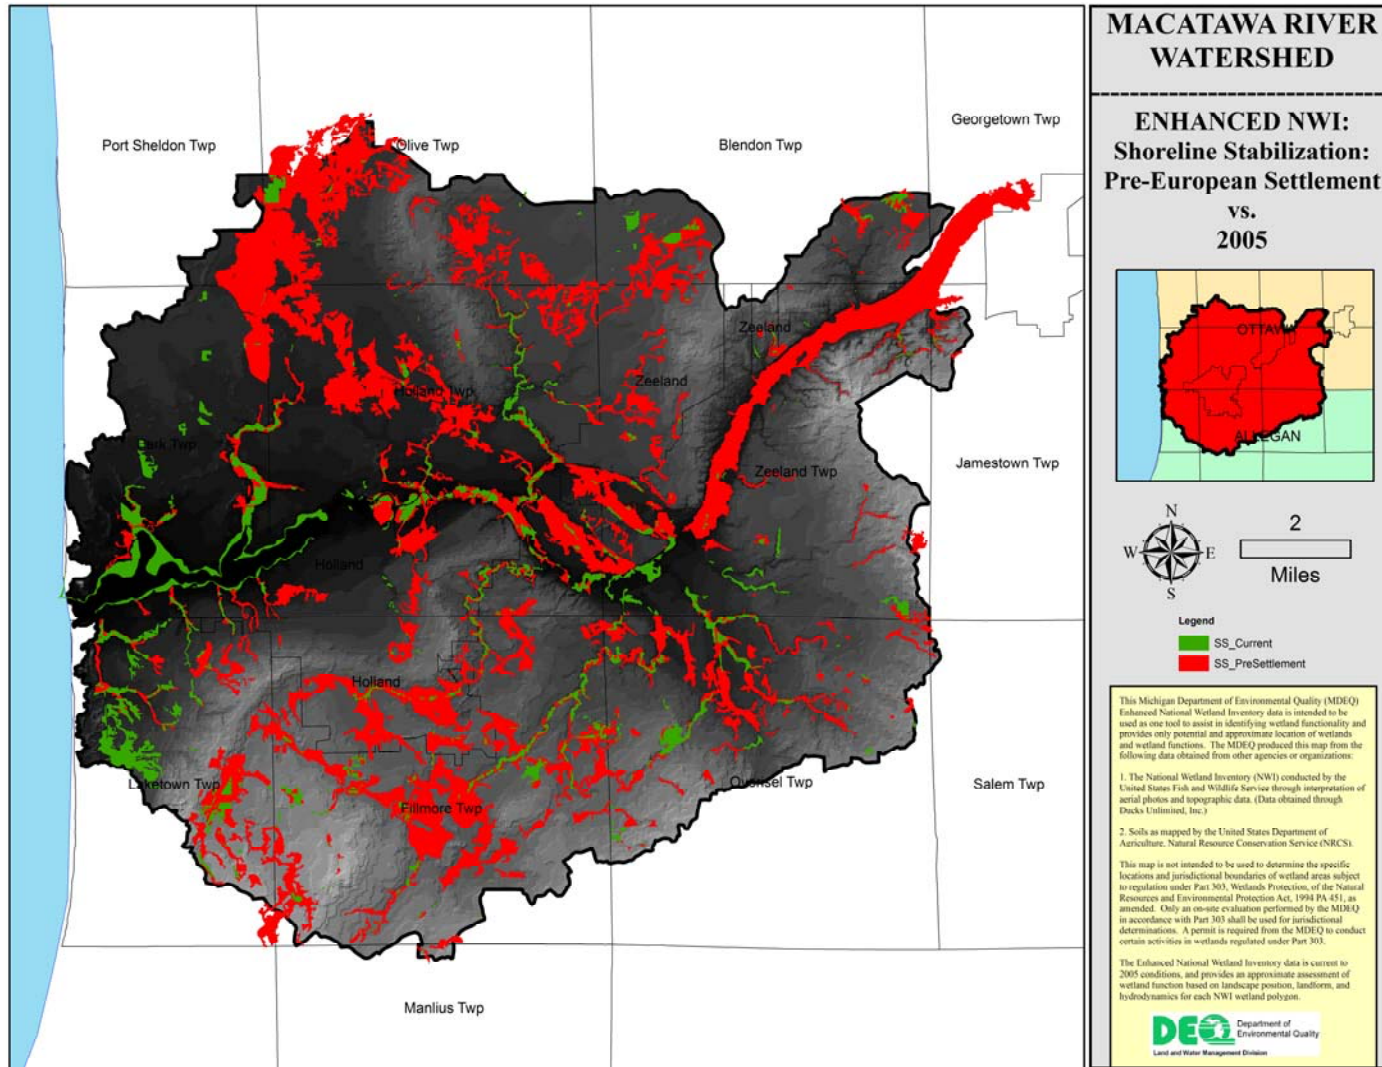 MACATAWA RIVER
WATERSHED
ENHANCED NWI:
Shoreline Stabilization:
Pre-European Settlement
vs.
2005
Port Sheldon Twp
Olive Twp
Blendon Twp
Georgetown Twp
Zeeland
Holland Twp
Zeeland
Park Twp
Zeeland Twp
Jamestown Twp
Holland
Holland
Laketown Twp
Fillmore Twp
Overisel Twp
Salem Twp
Manlius Twp
OTTAWA
ALLEGAN
N
W E
S
2
Miles
Legend
SS_Current
SS_PreSettlement
This Michigan Department of Environmental Quality (MDEQ)
Enhanced National Wetland Inventory data is intended to be
used as one tool to assist in identifying wetland functionality and
provides only potential and approximate location of wetlands
and wetland functions. The MDEQ produced this map from the
following data obtained from other agencies or organizations:
1. The National Wetland Inventory (NWI) conducted by the
United States Fish and Wildlife Service through interpretation of
aerial photos and topographic data. (Data obtained through
Ducks Unlimited, Inc.)
2. Soils as mapped by the United States Department of
Agriculture, Natural Resource Conservation Service (NRCS).
This map is not intended to be used to determine the specific
locations and jurisdictional boundaries of wetland areas subject
to regulation under Part 303, Wetlands Protection, of the Natural
Resources and Environmental Protection Act, 1994 PA 451, as
amended. Only an on-site evaluation performed by the MDEQ
in accordance with Part 303 shall be used for jurisdictional
determinations. A permit is required from the MDEQ to conduct
certain activities in wetlands regulated under Part 303.
The Enhanced National Wetland Inventory data is current to
2005 conditions, and provides an approximate assessment of
wetland function based on landscape position, landform, and
hydrodynamics for each NWI wetland polygon.
DEQ
Department of
Environmental Quality
Land and Water Management Division